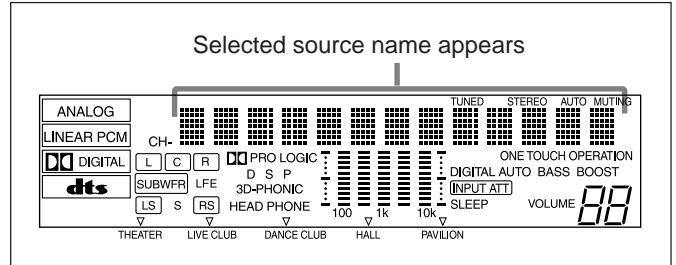 Selected source name appears
TUNED STEREO AUTO MUTING
ANALOG
LINEAR PCM
CH-
DIGITAL
L C R
PRO LOGIC
ONE TOUCH OPERATION
D S P
DIGITAL AUTO BASS BOOST
dts
SUBWFR LFE
3D-PHONIC
INPUT ATT
LS S RS
HEAD PHONE
100 1k 10k
SLEEP
VOLUME 88
THEATER LIVE CLUB DANCE CLUB HALL PAVILION